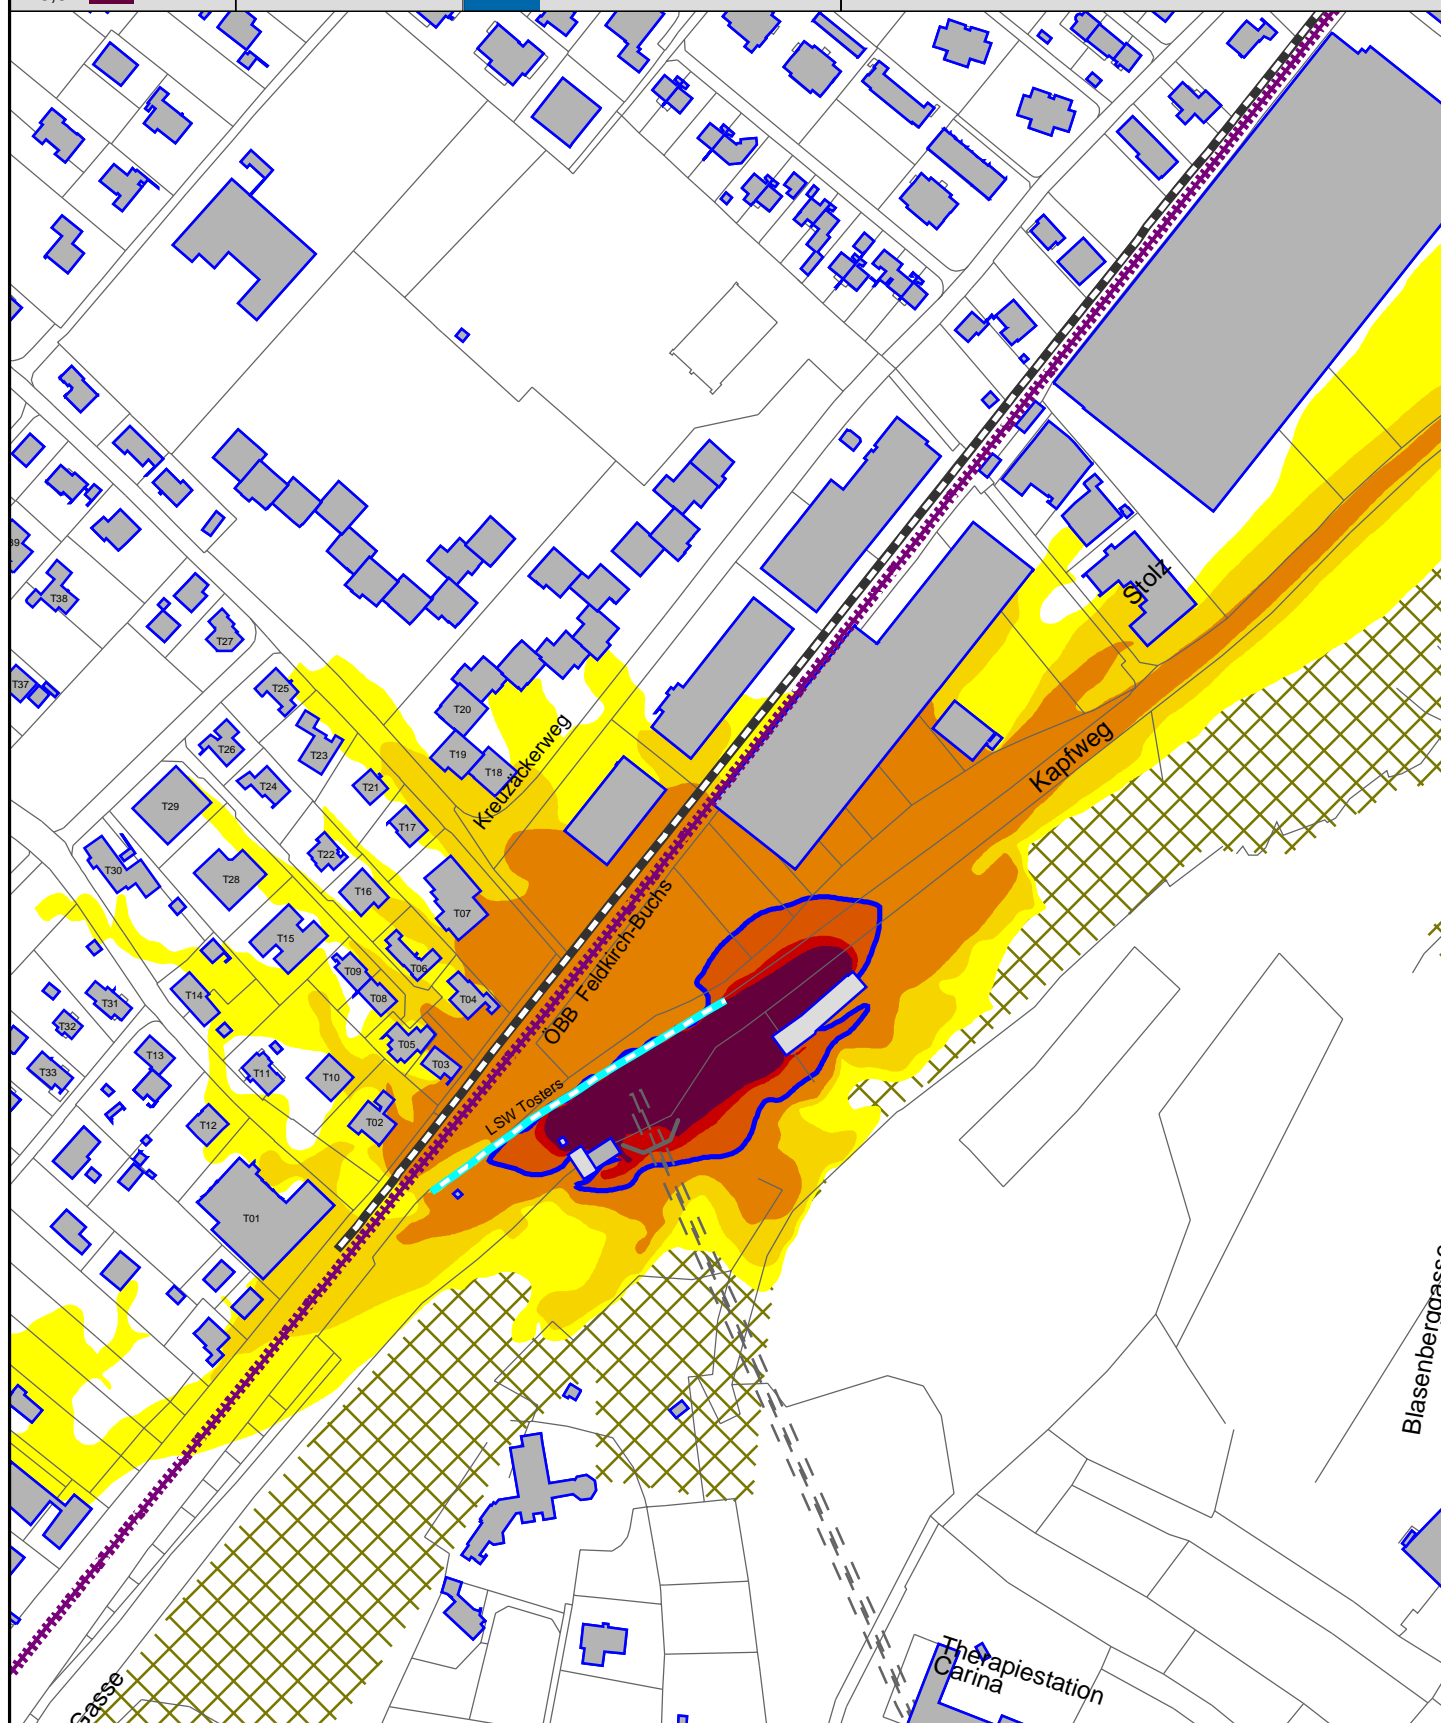 Stolz
T38
T27
T37
T25
T20
T26
T23
T19
T18
Kreuzäckerweg
Kapfweg
T24
T21
T29
T17
T22
T30
T28
T16
T07
T15
ÖBB Feldkirch-Buchs
T06
T09
T14
T08
T04
T31
T32
T05
T13
T03
T33
T11
T10
LSW Tosters
T12
T02
T01
Blasenberggasse
Therapiestation
Carina
Gasse